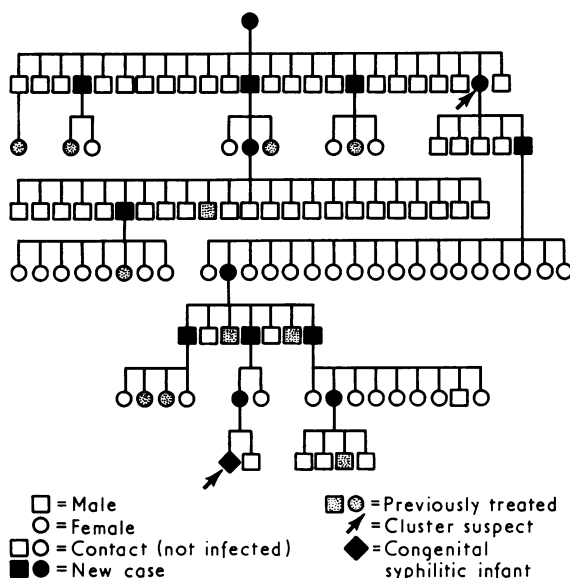 = Male
= Female
= Contact (not infected)
= New case
= Previously treated
= Cluster suspect
= Congenital
syphilitic infant